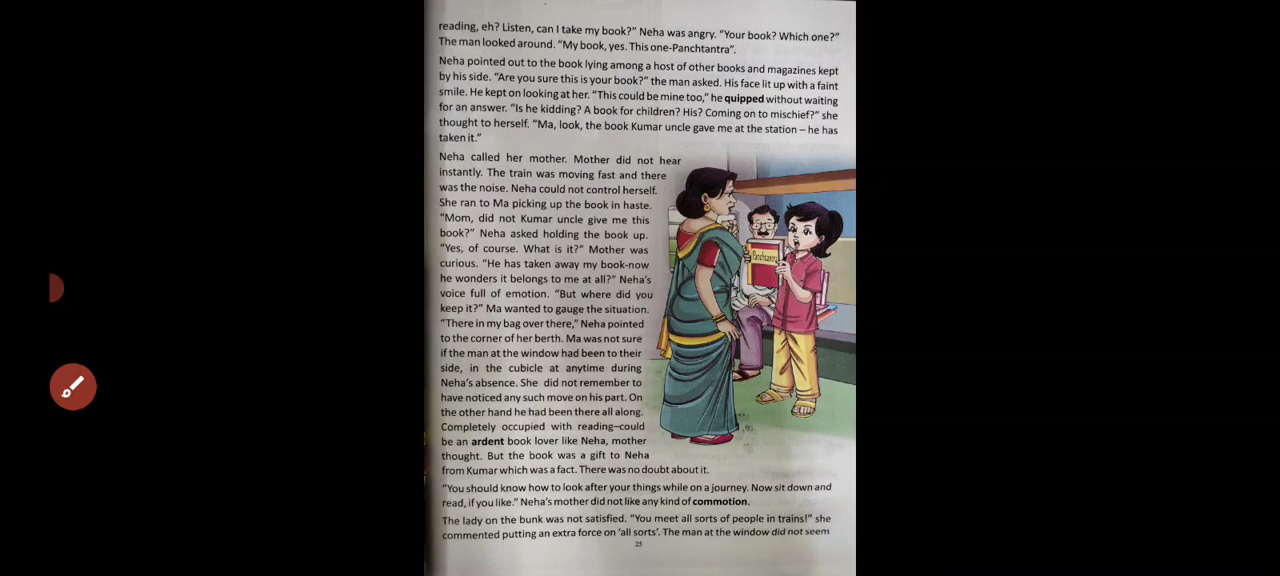 reading, eh? Listen, can I take my book?” Neha was angry. “Your book? Which one?”
The man looked around. “My book, yes. This one-Panchtantra”.
Neha pointed out to the book lying among a host of other books and magazines kept
by his side. “Are you sure this is your book?” the man asked. His face lit up with a faint
smile. He kept on looking at her. “This could be mine too,” he quipped without waiting
for an answer. “Is he kidding? A book for children? His? Coming on to mischief?” she
thought to herself. “Ma, look, the book Kumar uncle gave me at the station – he has
taken it.”
Neha called her mother. Mother did not hear
instantly. The train was moving fast and there
was the noise. Neha could not control herself.
She ran to Ma picking up the book in haste.
“Mom, did not Kumar uncle give me this
book?” Neha asked holding the book up.
“Yes, of course. What is it?” Mother was
curious. “He has taken away my book-now
he wonders it belongs to me at all?” Neha’s
voice full of emotion. “But where did you
keep it?” Ma wanted to gauge the situation.
“There in my bag over there,” Neha pointed
to the corner of her berth. Ma was not sure
if the man at the window had been to their
side, in the cubicle at anytime during
Neha’s absence. She did not remember to
have noticed any such move on his part. On
the other hand he had been there all along.
Completely occupied with reading–could
be an ardent book lover like Neha, mother
thought. But the book was a gift to Neha
from Kumar which was a fact. There was no doubt about it.
Panchtantra
“You should know how to look after your things while on a journey. Now sit down and
read, if you like.” Neha’s mother did not like any kind of commotion.
The lady on the bunk was not satisfied. “You meet all sorts of people in trains!” she
commented putting an extra force on ‘all sorts’. The man at the window did not seem
25